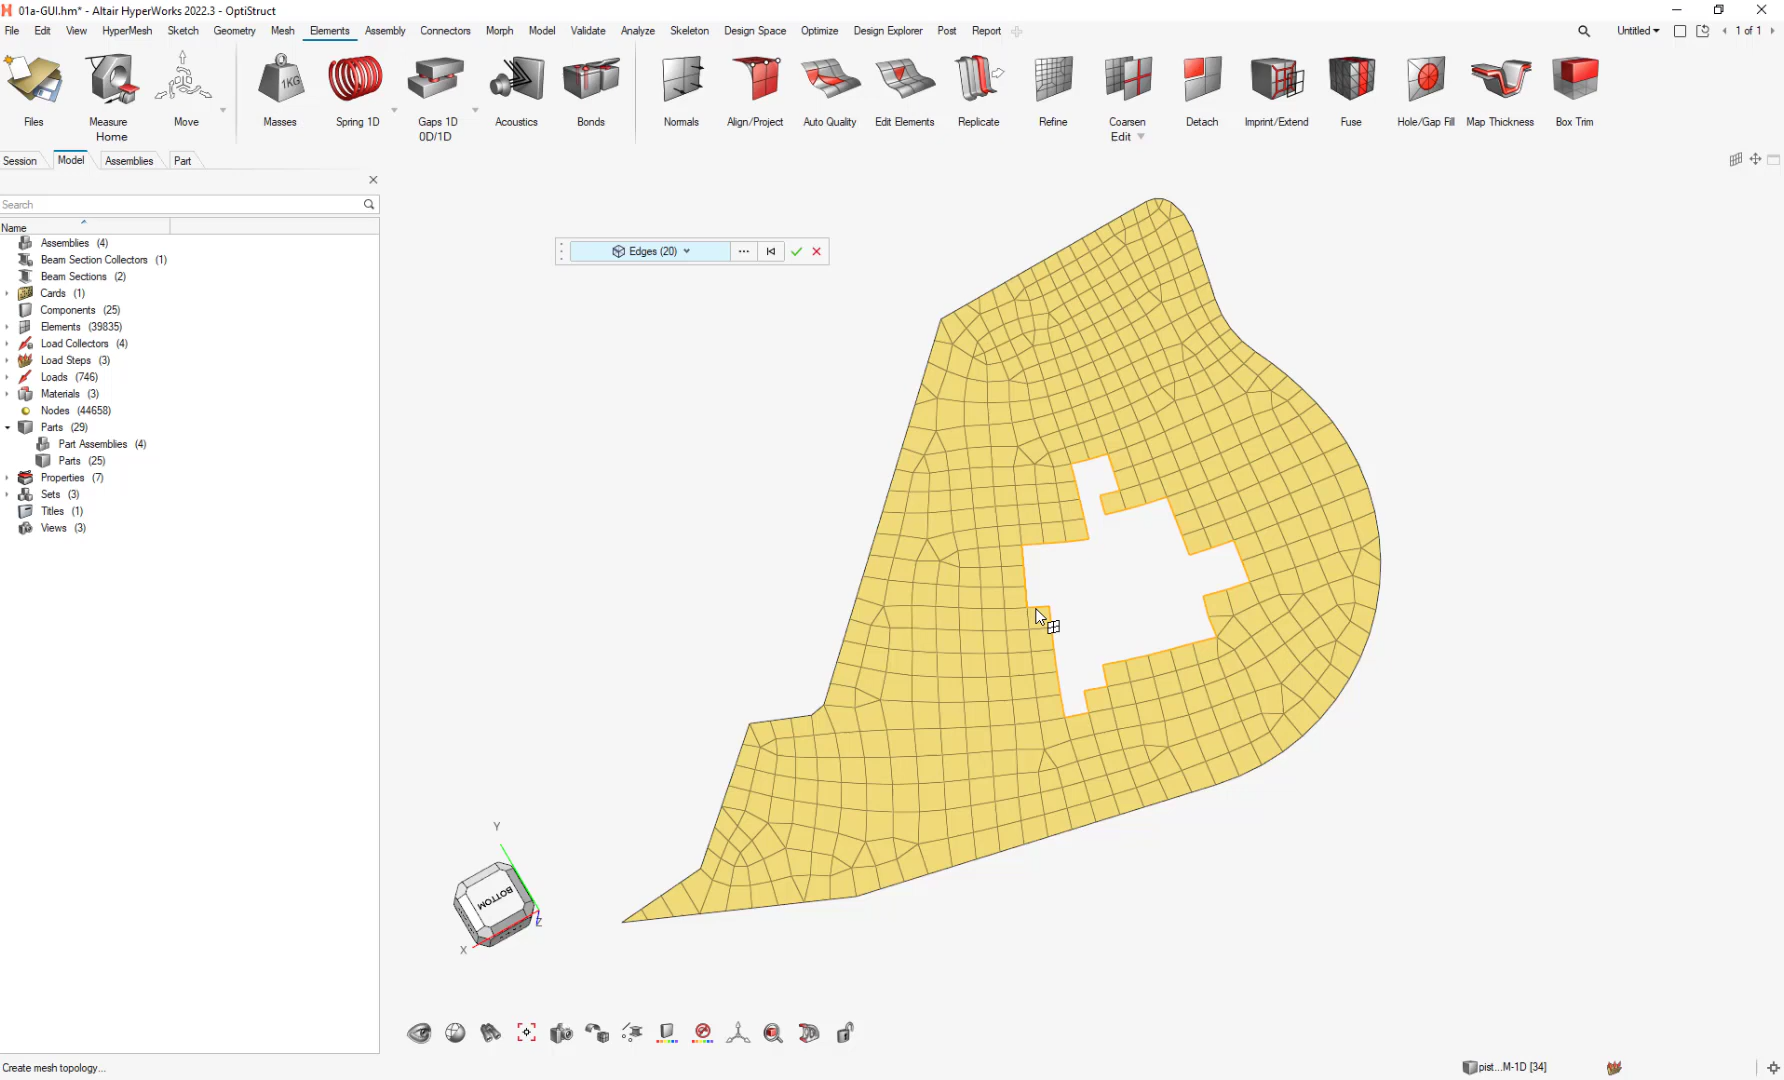 01a-GUI.hm* - Altair HyperWorks 2022.3 - OptiStruct
File Edit View HyperMesh Sketch Geometry Mesh Elements Assembly Connectors Morph Model Validate Analyze Skeleton Design Space Optimize Design Explorer Post Report Untitled 1 of 1
1KG
Files Measure Move Masses Spring 1D Gaps 1D Acoustics Bonds Normals Align/Project Auto Quality Edit Elements Replicate Refine Coarsen Detach Imprint/Extend Fuse Hole/Gap Fill Map Thickness Box Trim
Home 0D/1D Edit
Session Model Assemblies Part
Search
Name
Assemblies (4)
Beam Section Collectors (1)
Beam Sections (2)
Cards (1)
Components (25)
Elements (39835)
Load Collectors (4)
Load Steps (3)
Loads (746)
Materials (3)
Nodes (44658)
Parts (29)
Part Assemblies (4)
Parts (25)
Properties (7)
Sets (3)
Titles (1)
Views (3)
Edges (20)
Y
BOTTOM
Z
X
Create mesh topology...
pist...M-1D [34]